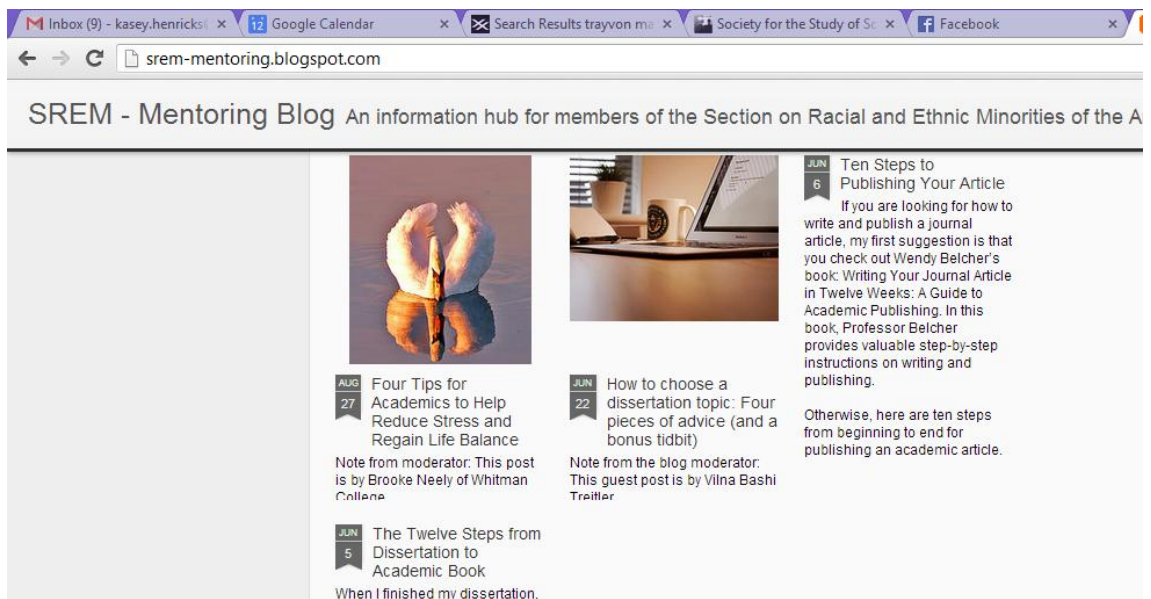 Inbox (9) - kasey.henricks
12 Google Calendar
Search Results trayvon ma
Society for the Study of Sc
Facebook
srem-mentoring.blogspot.com
SREM - Mentoring Blog An information hub for members of the Section on Racial and Ethnic Minorities of the A
AUG
27
Four Tips for
Academics to Help
Reduce Stress and
Regain Life Balance
Note from moderator: This post
is by Brooke Neely of Whitman
College
JUN
22
How to choose a
dissertation topic: Four
pieces of advice (and a
bonus tidbit)
Note from the blog moderator:
This guest post is by Vilna Bashi
Treitler
JUN
6
Ten Steps to
Publishing Your Article
If you are looking for how to
write and publish a journal
article, my first suggestion is that
you check out Wendy Belcher's
book: Writing Your Journal Article
in Twelve Weeks: A Guide to
Academic Publishing. In this
book, Professor Belcher
provides valuable step-by-step
instructions on writing and
publishing.
Otherwise, here are ten steps
from beginning to end for
publishing an academic article.
JUN
5
The Twelve Steps from
Dissertation to
Academic Book
When I finished my dissertation,